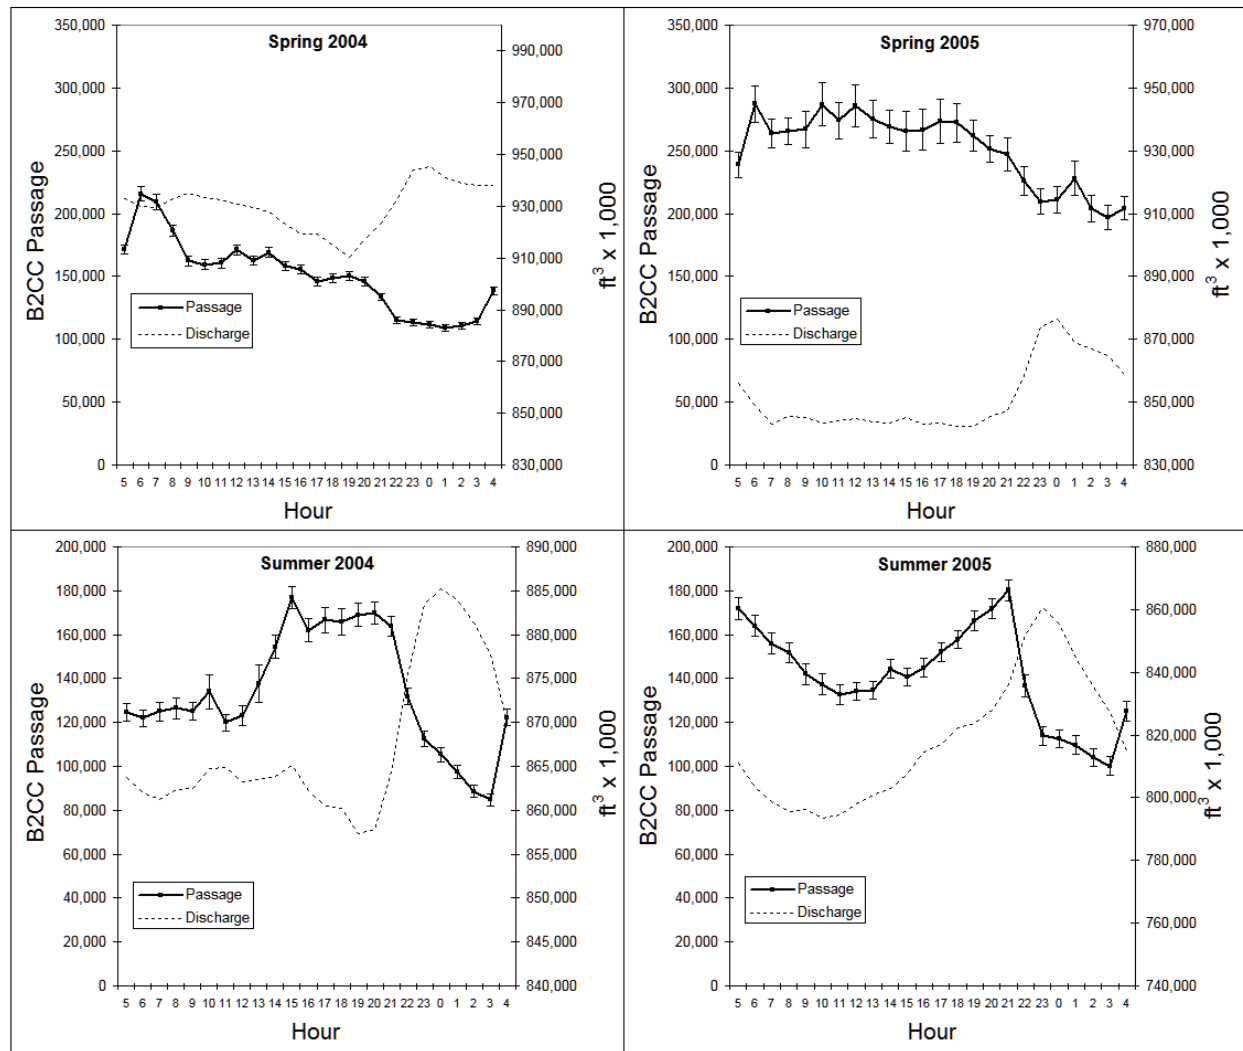 Spring 2004
350,000
300,000
250,000
200,000
150,000
100,000
50,000
0
B2CC Passage
990,000
970,000
950,000
930,000
910,000
890,000
870,000
850,000
830,000
ft³ x 1,000
Passage
Discharge
5 6 7 8 9 10 11 12 13 14 15 16 17 18 19 20 21 22 23 0 1 2 3 4
Hour
Spring 2005
350,000
300,000
250,000
200,000
150,000
100,000
50,000
0
B2CC Passage
970,000
950,000
930,000
910,000
890,000
870,000
850,000
830,000
ft³ x 1,000
Passage
Discharge
5 6 7 8 9 10 11 12 13 14 15 16 17 18 19 20 21 22 23 0 1 2 3 4
Hour
Summer 2004
200,000
180,000
160,000
140,000
120,000
100,000
80,000
60,000
40,000
20,000
0
B2CC Passage
890,000
885,000
880,000
875,000
870,000
865,000
860,000
855,000
850,000
845,000
840,000
ft³ x 1,000
Passage
Discharge
5 6 7 8 9 10 11 12 13 14 15 16 17 18 19 20 21 22 23 0 1 2 3 4
Hour
Summer 2005
200,000
180,000
160,000
140,000
120,000
100,000
80,000
60,000
40,000
20,000
0
B2CC Passage
880,000
860,000
840,000
820,000
800,000
780,000
760,000
740,000
ft³ x 1,000
Passage
Discharge
5 6 7 8 9 10 11 12 13 14 15 16 17 18 19 20 21 22 23 0 1 2 3 4
Hour